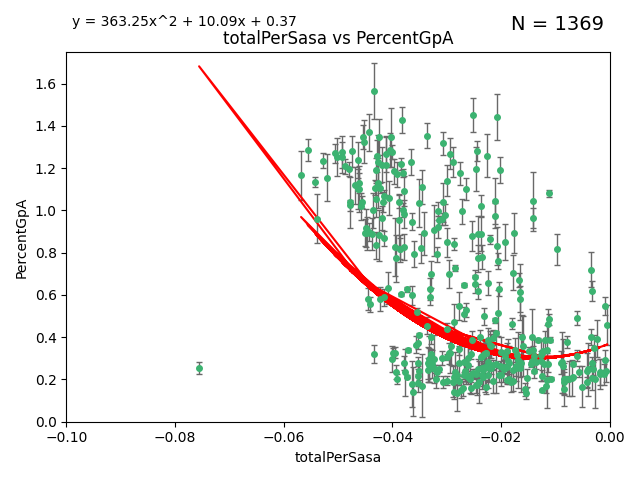 y = 363.25x^2 + 10.09x + 0.37
N = 1369
totalPerSasa vs PercentGpA
PercentGpA
1.6
1.4
1.2
1.0
0.8
0.6
0.4
0.2
0.0
−0.10 −0.08 −0.06 −0.04 −0.02 0.00
totalPerSasa